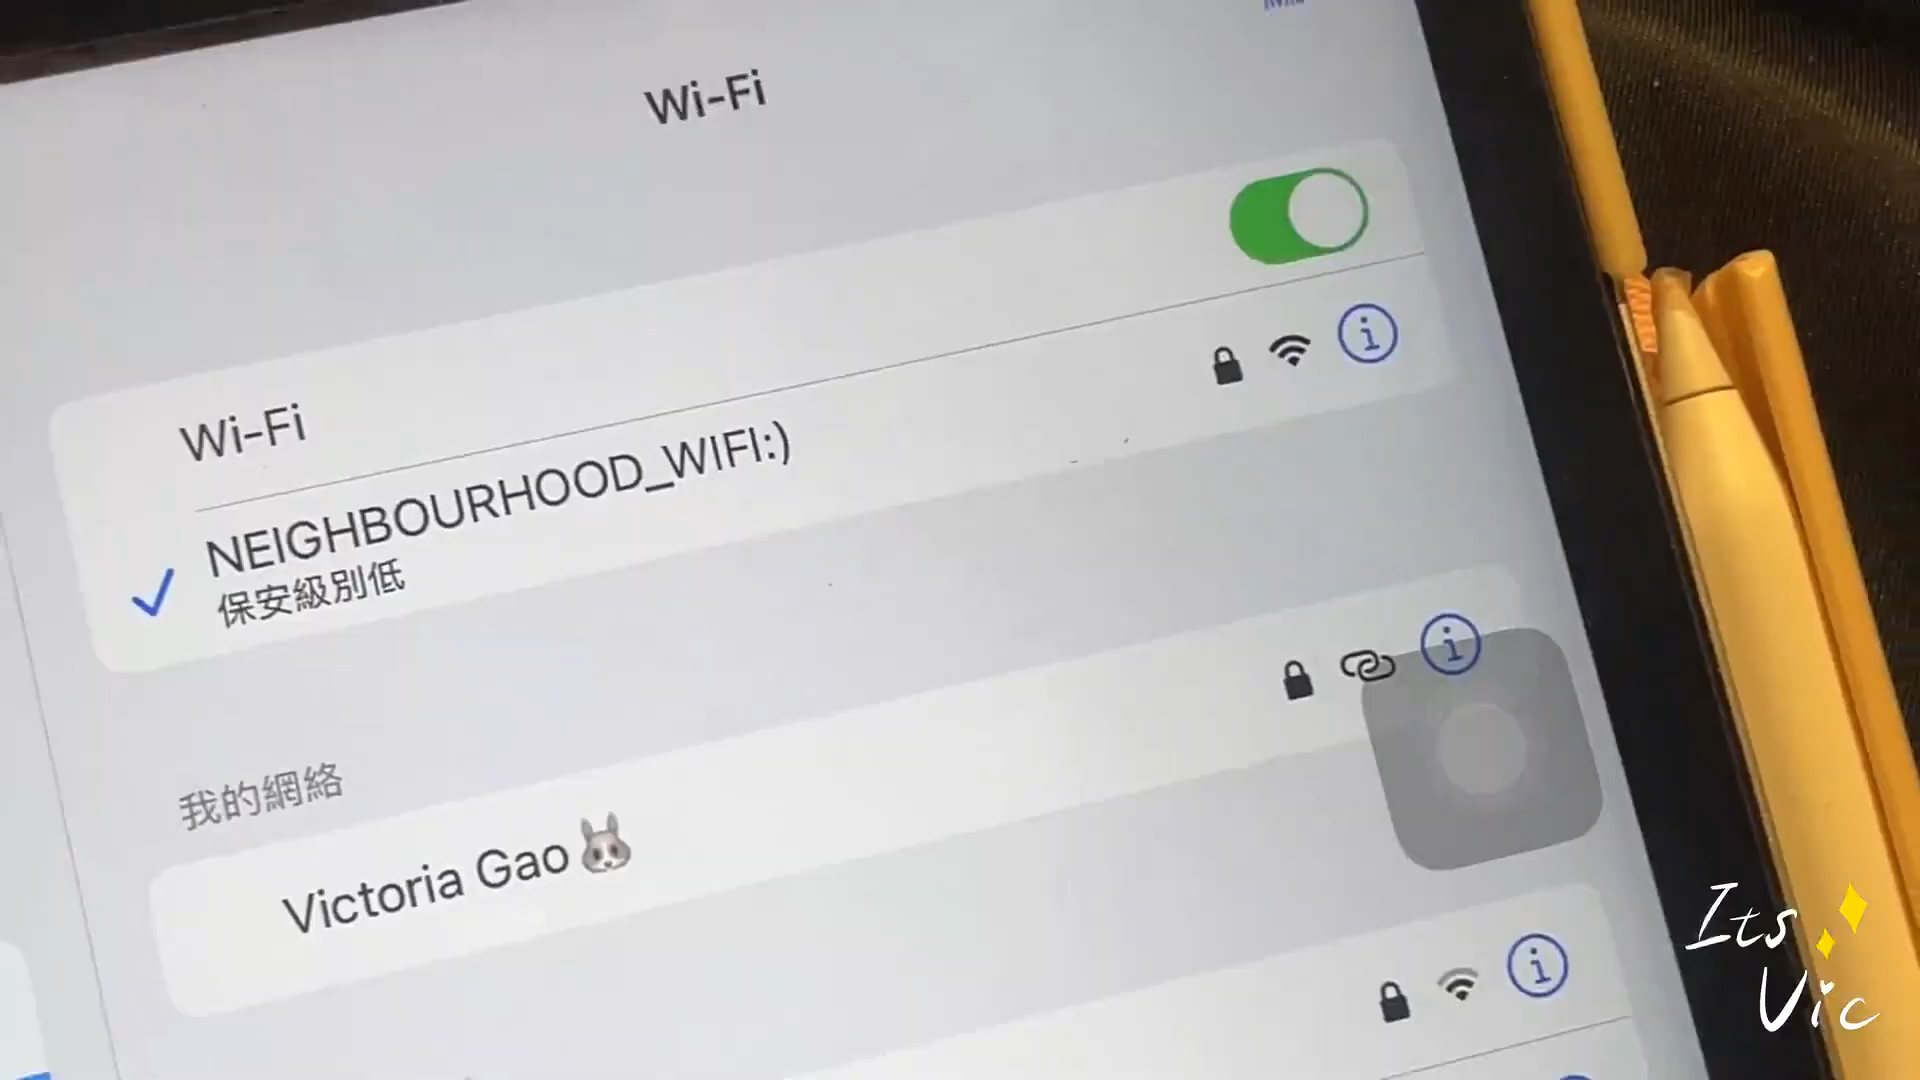 Wi-Fi
Wi-Fi
NEIGHBOURHOOD_WIFI:)
保安級別低
我的網絡
Victoria Gao🐰
Its
Vic